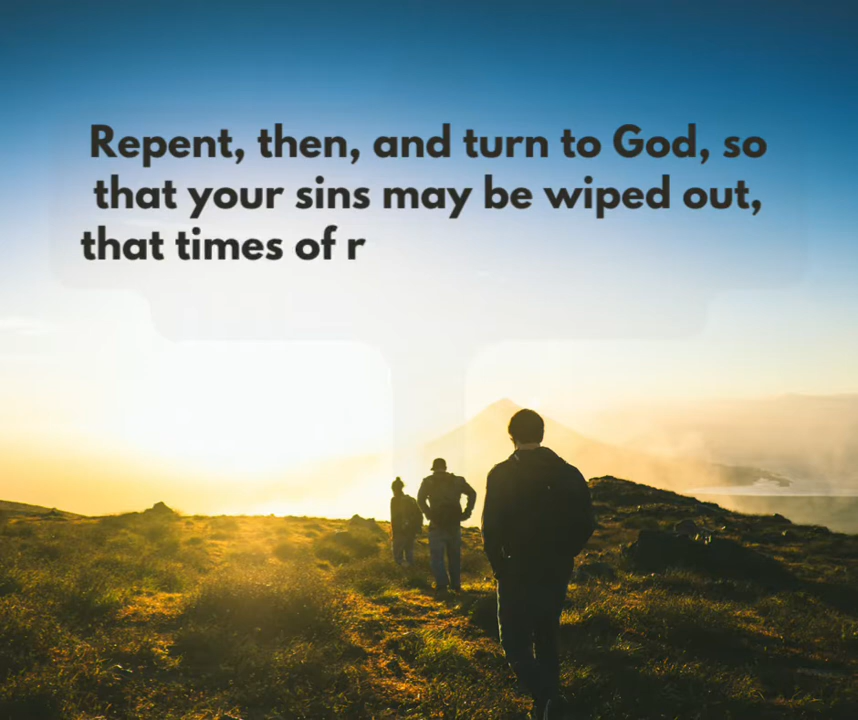 Repent, then, and turn to God, so
that your sins may be wiped out,
that times of r